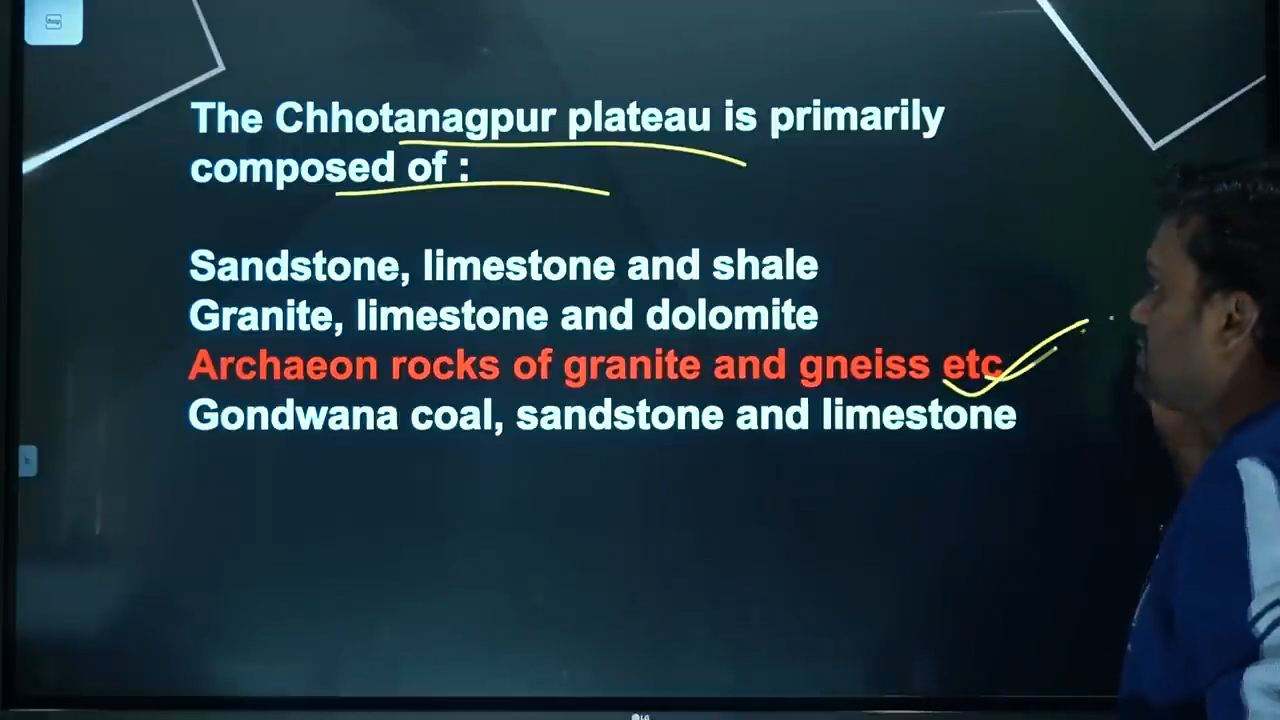 The Chhotanagpur plateau is primarily
composed of :
Sandstone, limestone and shale
Granite, limestone and dolomite
Archaeon rocks of granite and gneiss etc
Gondwana coal, sandstone and limestone
LG